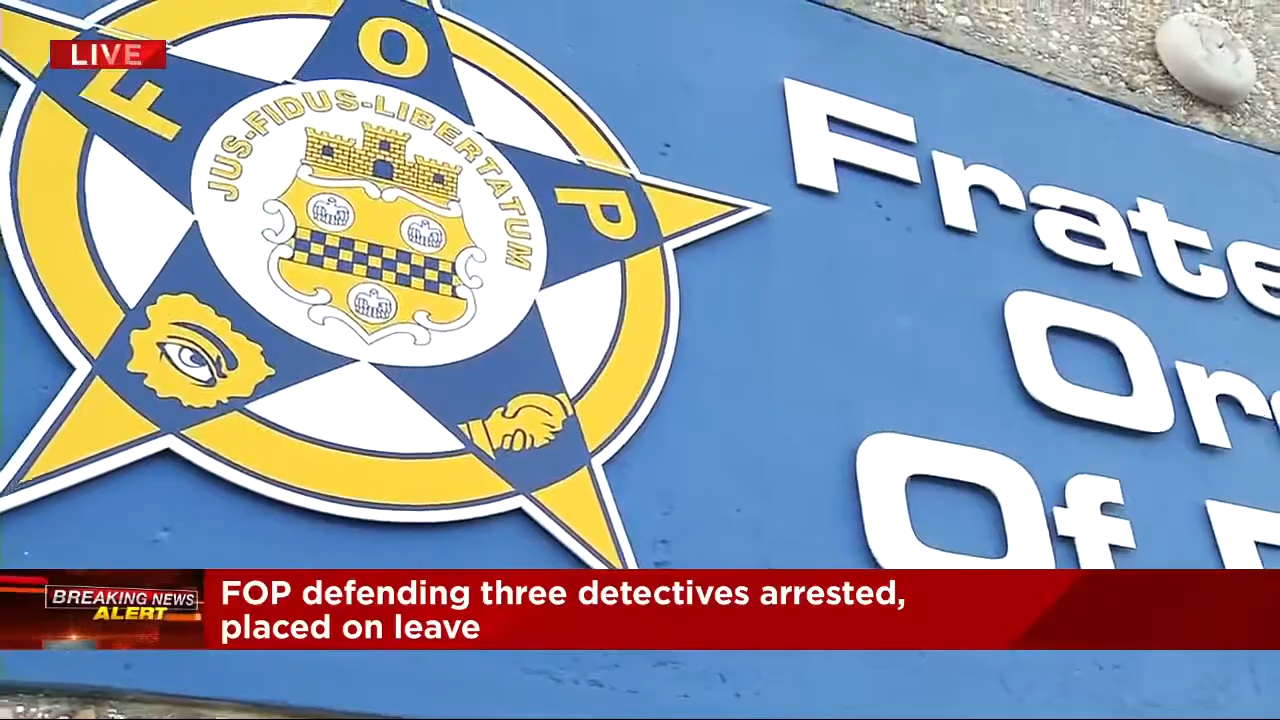 LIVE
F
O
P
JUS-FIDUS-LIBERTATUM
Frate
Or
Of
BREAKING NEWS
ALERT
FOP defending three detectives arrested,
placed on leave